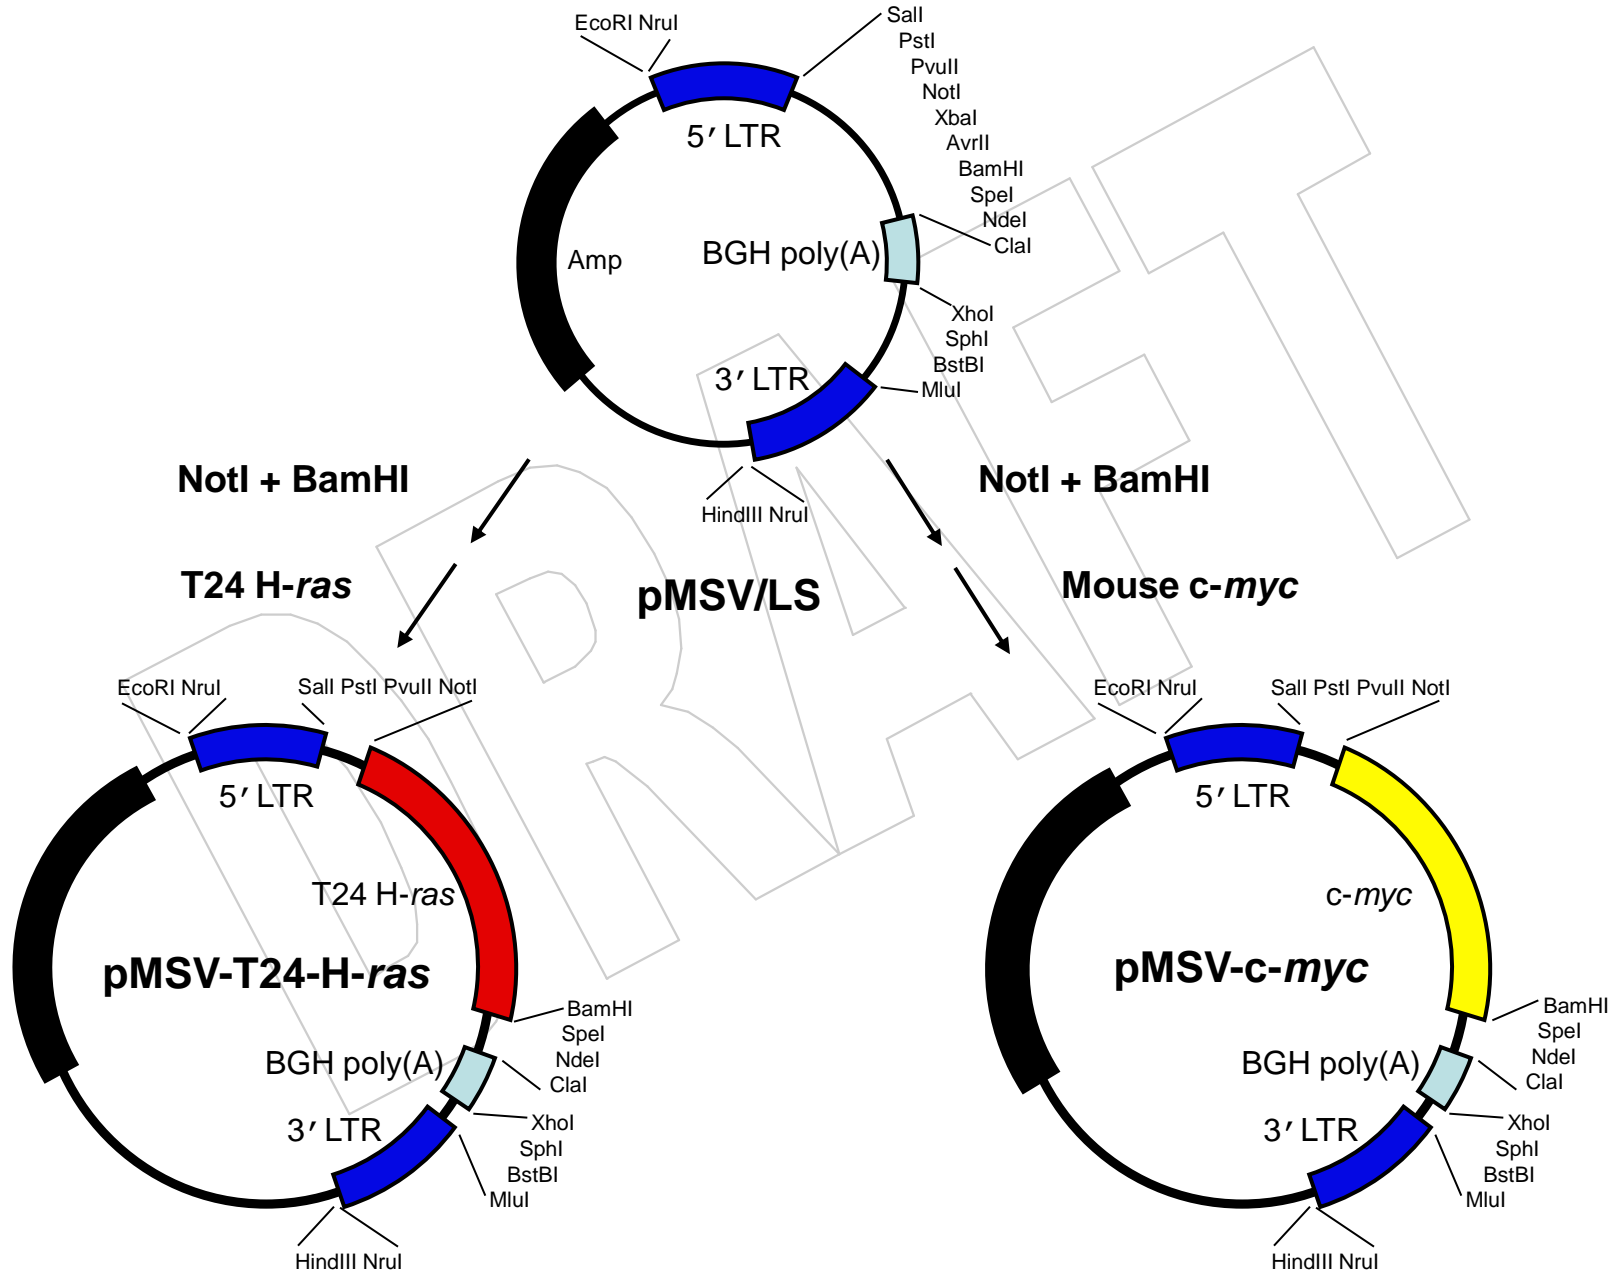 EcoRI NruI
SalI
PstI
PvuII
NotI
XbaI
AvrII
BamHI
SpeI
NdeI
ClaI
5′ LTR
Amp
BGH poly(A)
XhoI
SphI
BstBI
MluI
3′ LTR
HindIII NruI
pMSV/LS
NotI + BamHI
T24 H-ras
NotI + BamHI
Mouse c-myc
EcoRI NruI
SalI PstI PvuII NotI
5′ LTR
T24 H-ras
pMSV-T24-H-ras
BamHI
SpeI
NdeI
ClaI
BGH poly(A)
XhoI
SphI
BstBI
MluI
3′ LTR
HindIII NruI
EcoRI NruI
SalI PstI PvuII NotI
5′ LTR
c-myc
pMSV-c-myc
BamHI
SpeI
NdeI
ClaI
BGH poly(A)
XhoI
SphI
BstBI
MluI
3′ LTR
HindIII NruI
DRAFT